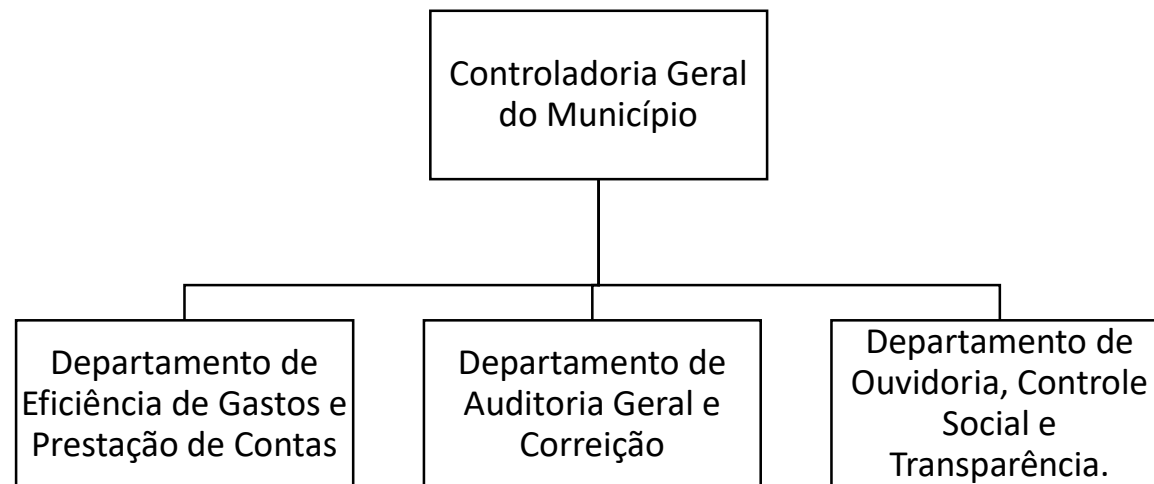 Controladoria Geral
do Município
Departamento de
Eficiência de Gastos e
Prestação de Contas
Departamento de
Auditoria Geral e
Correição
Departamento de
Ouvidoria, Controle
Social e
Transparência.